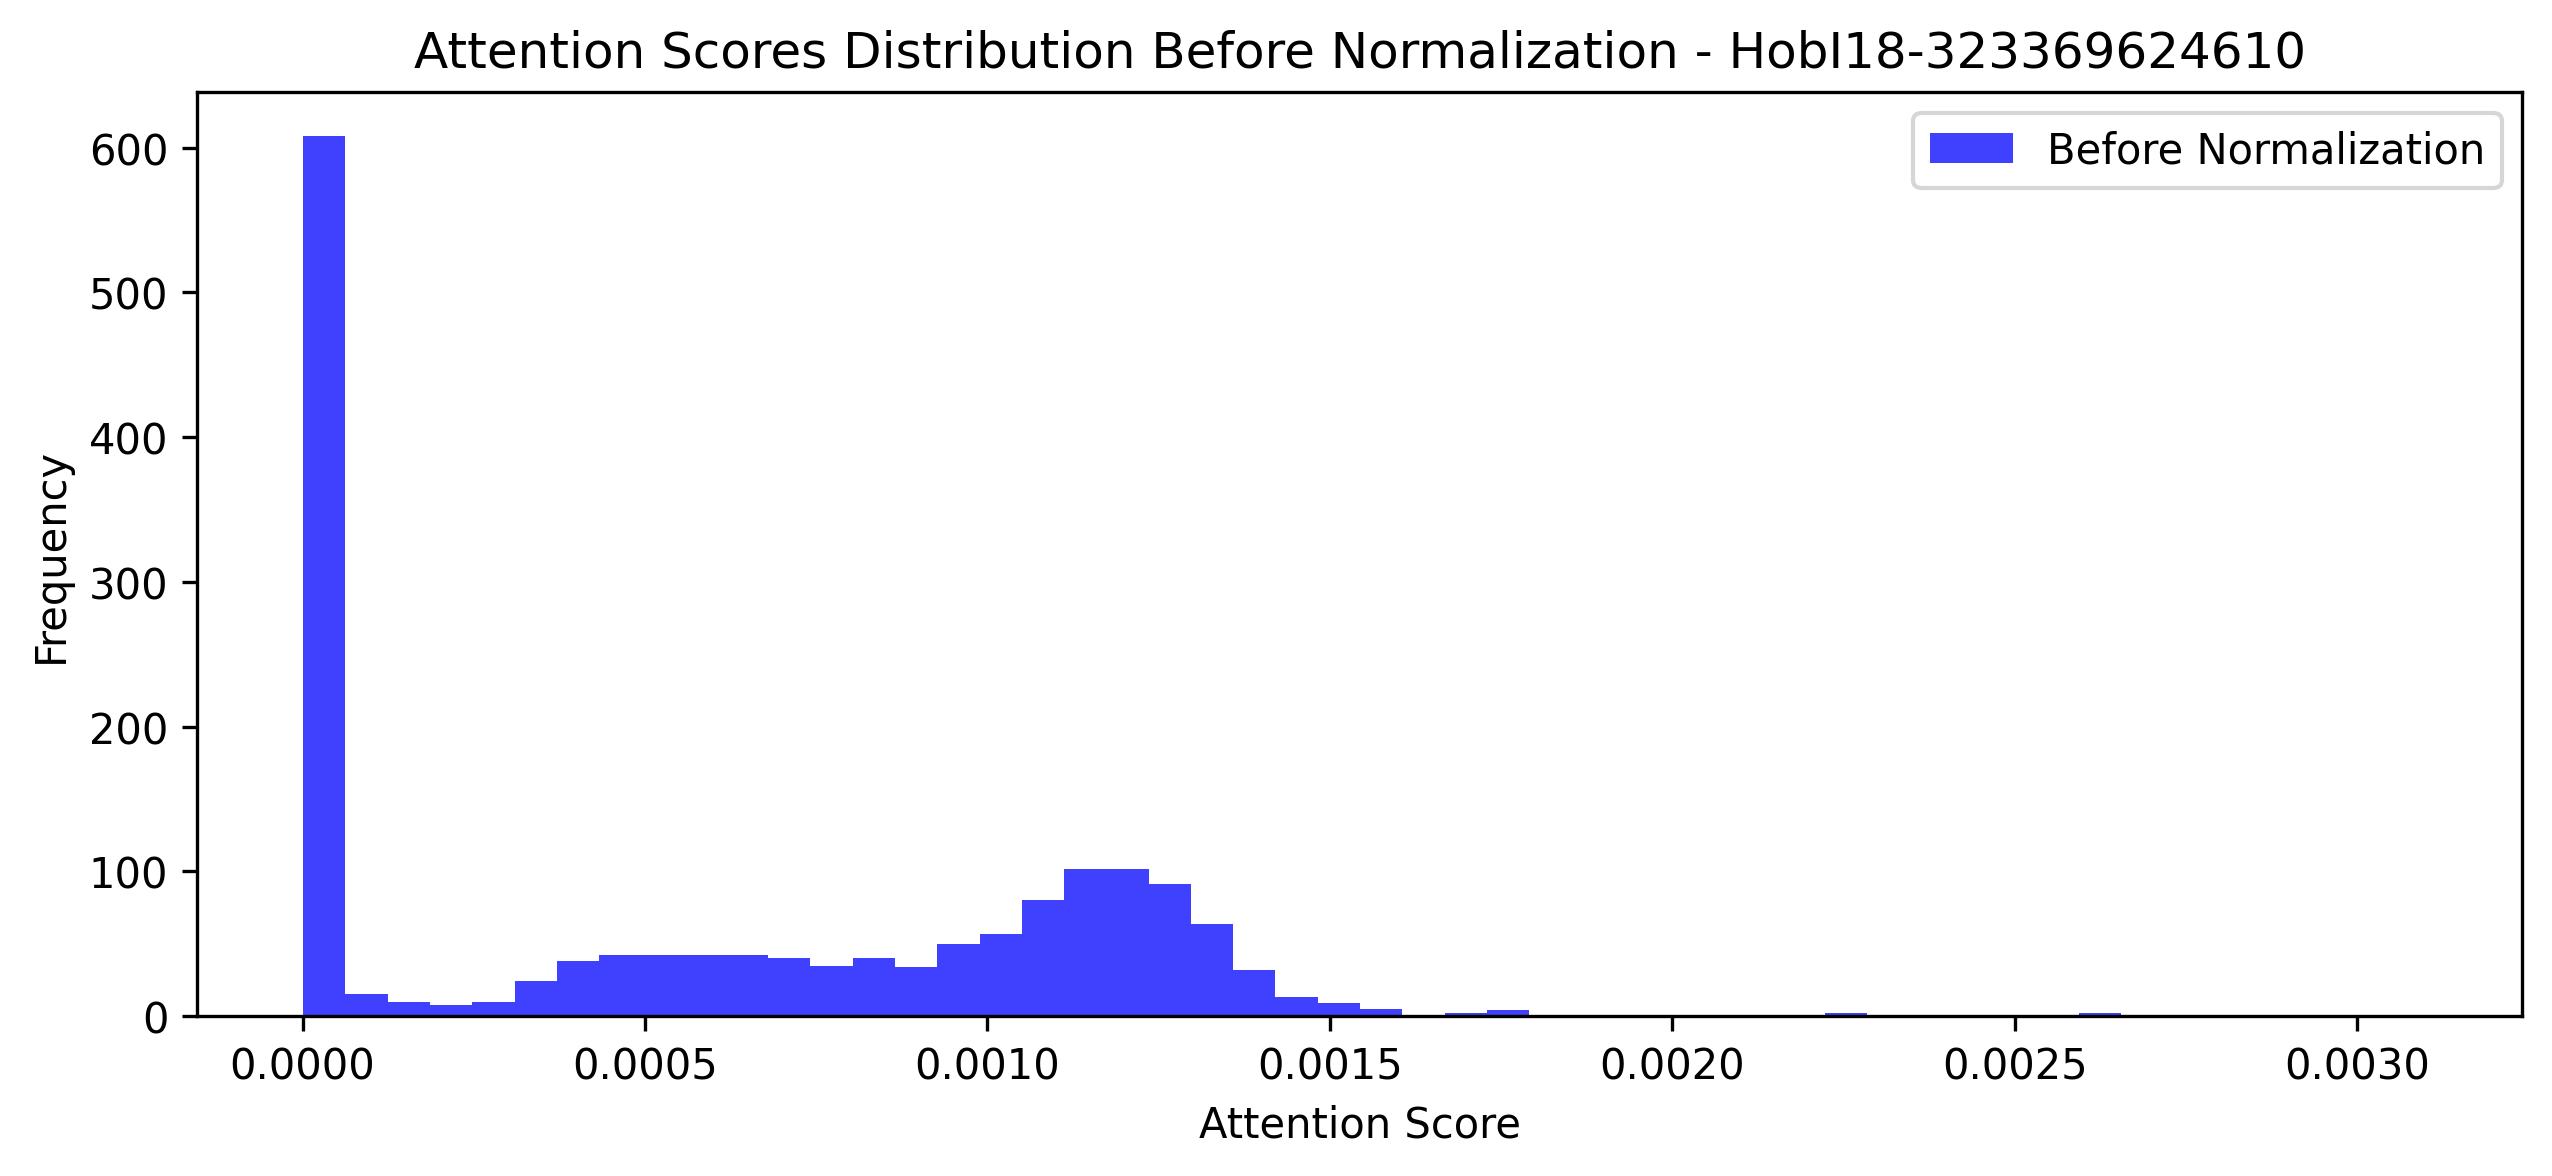 Attention Scores Distribution Before Normalization - HobI18-323369624610
Before Normalization
Frequency
600
500
400
300
200
100
0
0.0000 0.0005 0.0010 0.0015 0.0020 0.0025 0.0030
Attention Score